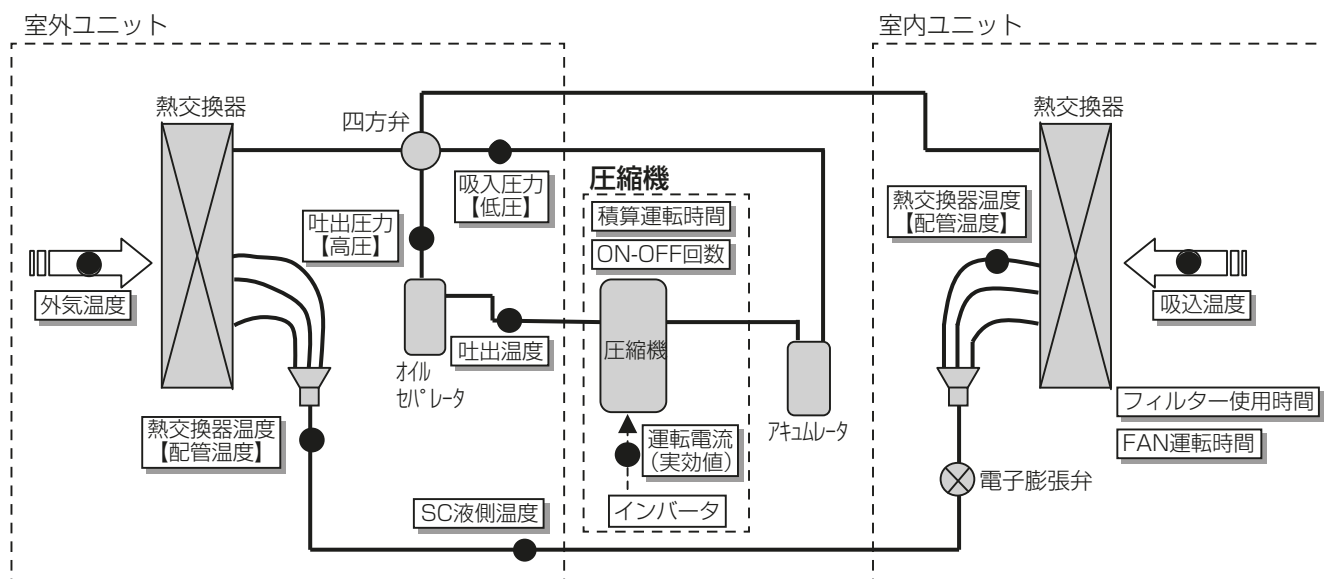 室外ユニット
室内ユニット
熱交換器
四方弁
熱交換器
吸入圧力
【低圧】
圧縮機
積算運転時間
ON-OFF回数
熱交換器温度
【配管温度】
吐出圧力
【高圧】
外気温度
吸込温度
吐出温度
圧縮機
オイル
セパレータ
アキュムレータ
フィルター使用時間
FAN運転時間
熱交換器温度
【配管温度】
運転電流
(実効値)
電子膨張弁
SC液側温度
インバータ